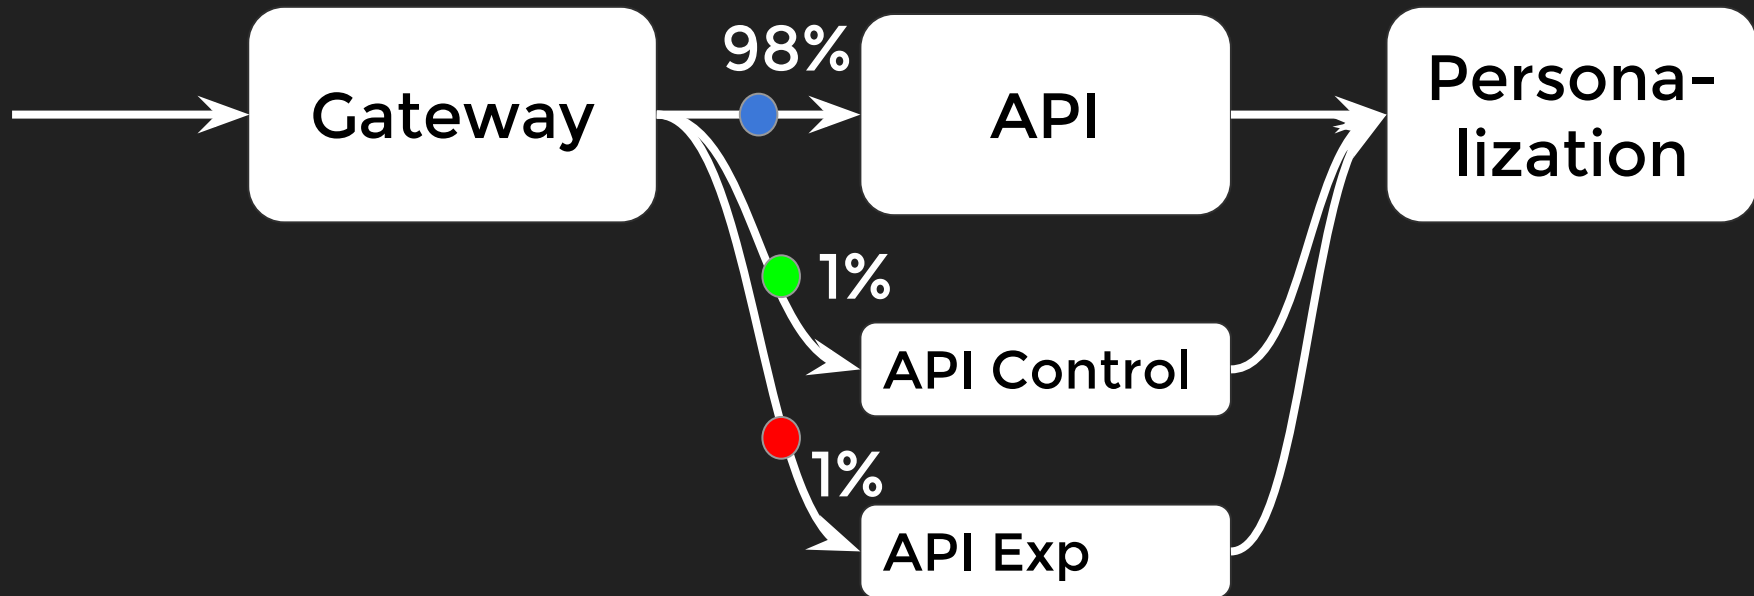 Gateway
98%
API
Persona-
lization
1%
API Control
1%
API Exp